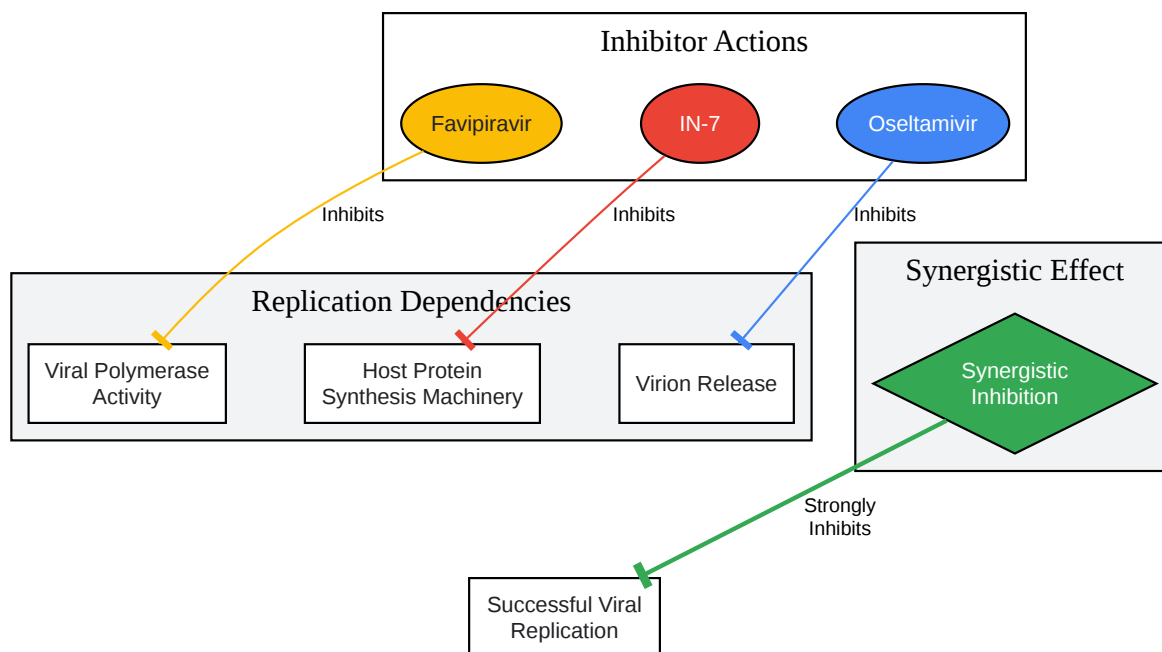 Inhibitor Actions
Favipiravir
IN-7
Oseltamivir
Inhibits
Inhibits
Inhibits
Replication Dependencies
Synergistic Effect
Viral Polymerase
Activity
Host Protein
Synthesis Machinery
Virion Release
Synergistic
Inhibition
Strongly
Inhibits
Successful Viral
Replication